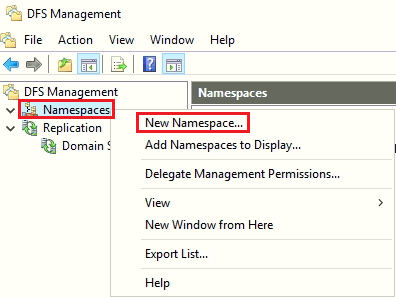 DFS Management
File Action View Window Help
DFS Management
Namespaces
Replication
Domain S
Namespaces
New Namespace...
Add Namespaces to Display...
Delegate Management Permissions...
View
New Window from Here
Export List...
Help